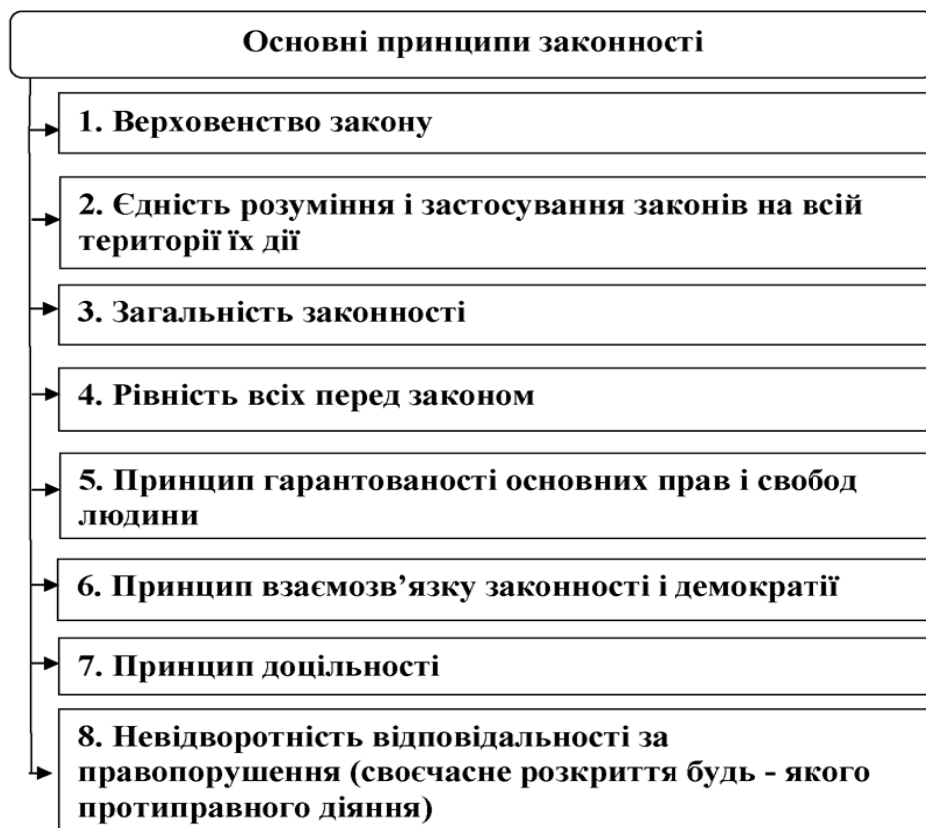 Основні принципи законності
1. Верховенство закону
2. Єдність розуміння і застосування законів на всій
території їх дії
3. Загальність законності
4. Рівність всіх перед законом
5. Принцип гарантованості основних прав і свобод
людини
6. Принцип взаємозв’язку законності і демократії
7. Принцип доцільності
8. Невідворотність відповідальності за
правопорушення (своєчасне розкриття будь - якого
протиправного діяння)